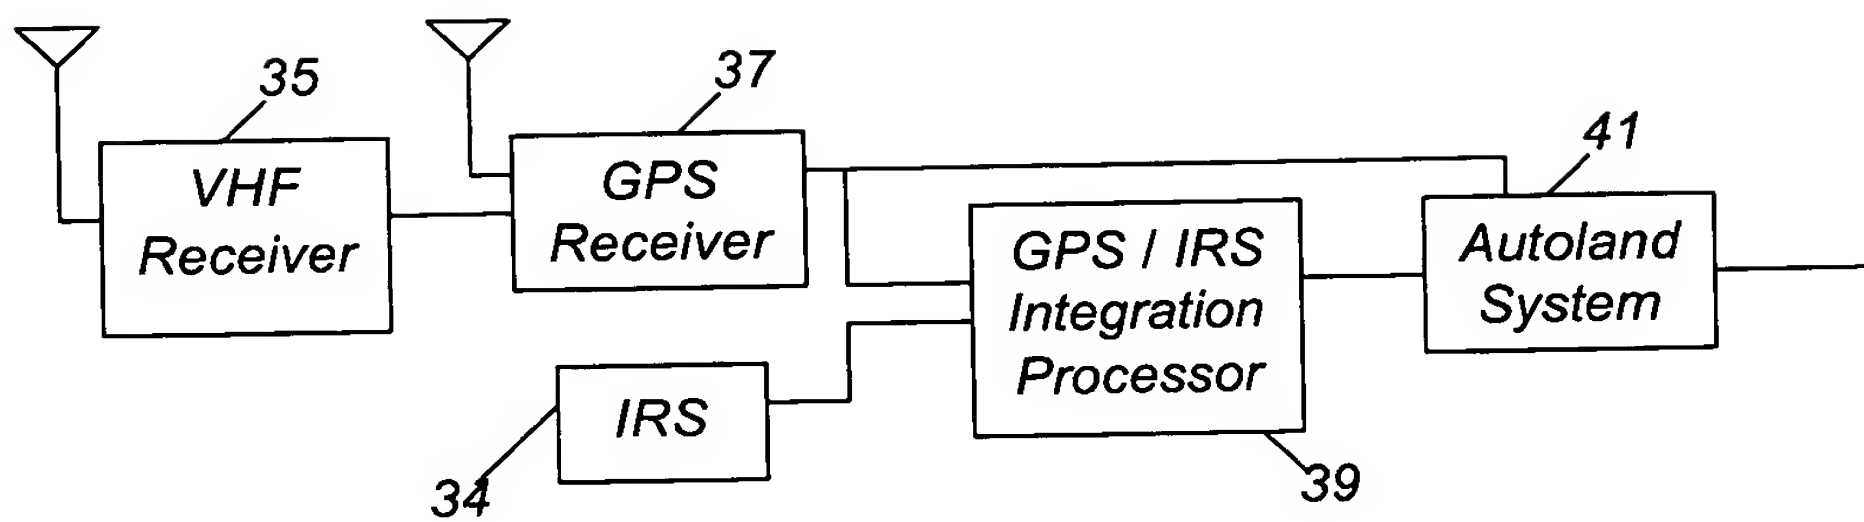 35
VHF
Receiver
37
GPS
Receiver
34
IRS
GPS / IRS
Integration
Processor
39
41
Autoland
System